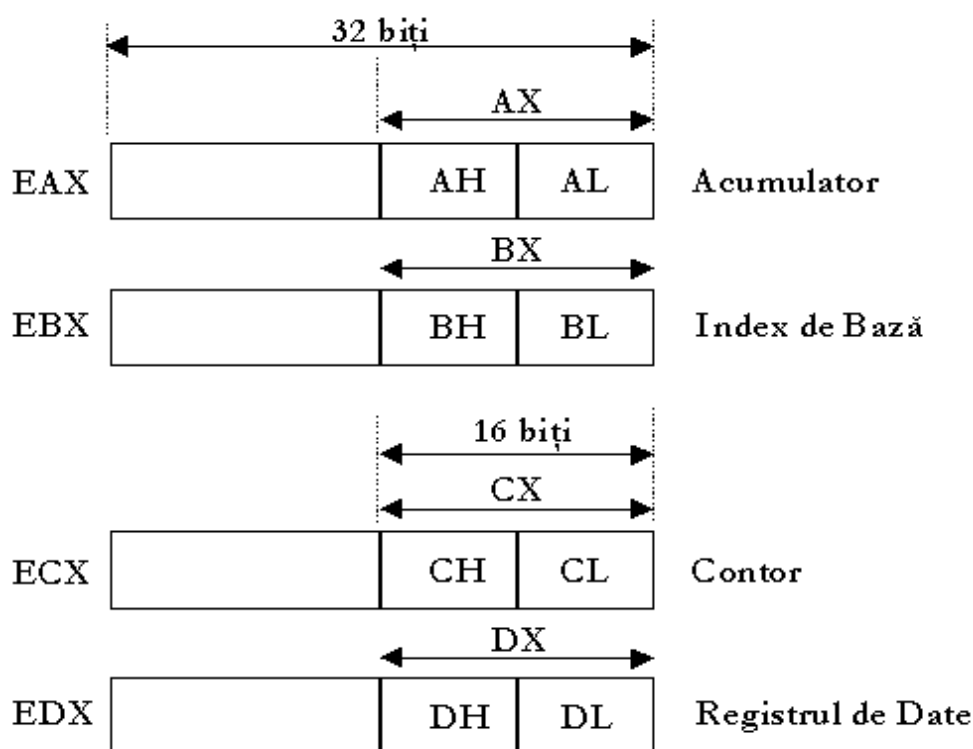 32 biți
AX
EAX AH AL Acumulator
BX
EBX BH BL Index de Bază
16 biți
CX
ECX CH CL Contor
DX
EDX DH DL Registrul de Date